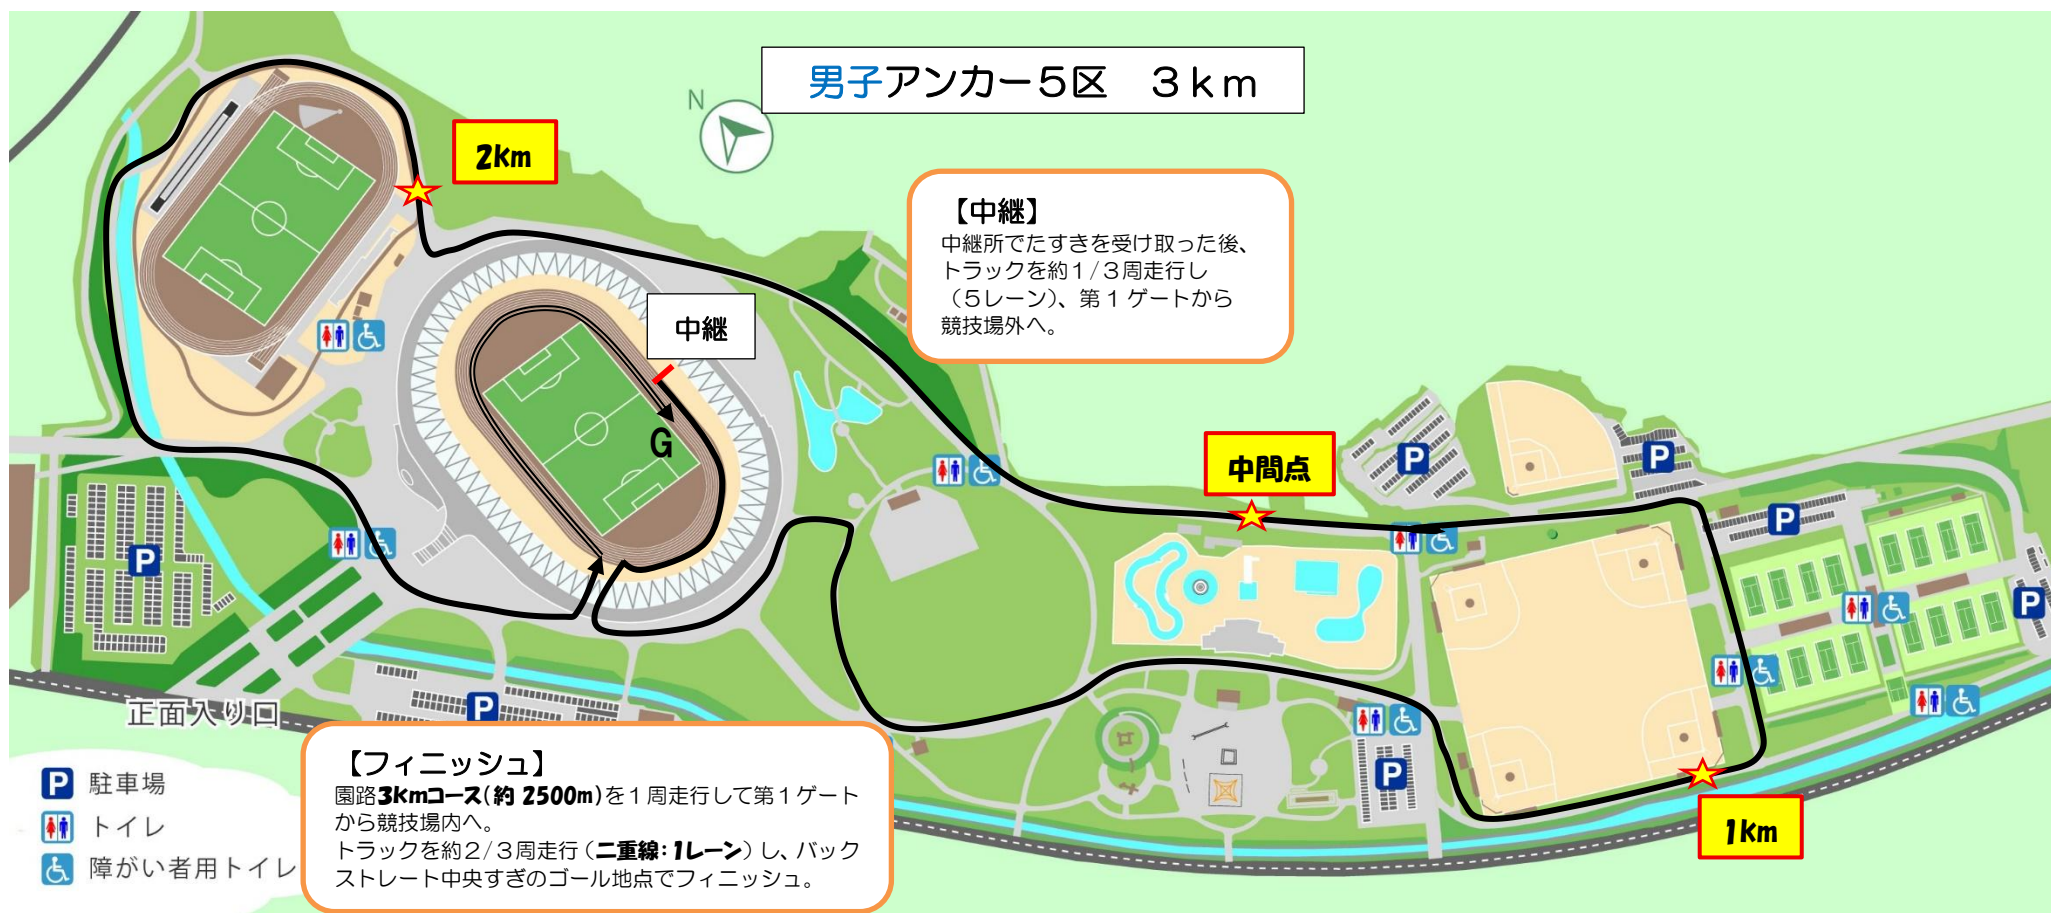 男子アンカー5区　3km
N
2km
【中継】
中継所でたすきを受け取った後、
トラックを約1/3周走行し
（5レーン）、第1ゲートから
競技場外へ。
中継
G
中間点
P
P
P
P
P
P
P
1km
正面入り口
【フィニッシュ】
園路3kmコース(約 2500m)を1周走行して第1ゲート
から競技場内へ。
トラックを約2/3周走行（二重線：1レーン）し、バック
ストレート中央すぎのゴール地点でフィニッシュ。
P 駐車場
トイレ
障がい者用トイレ